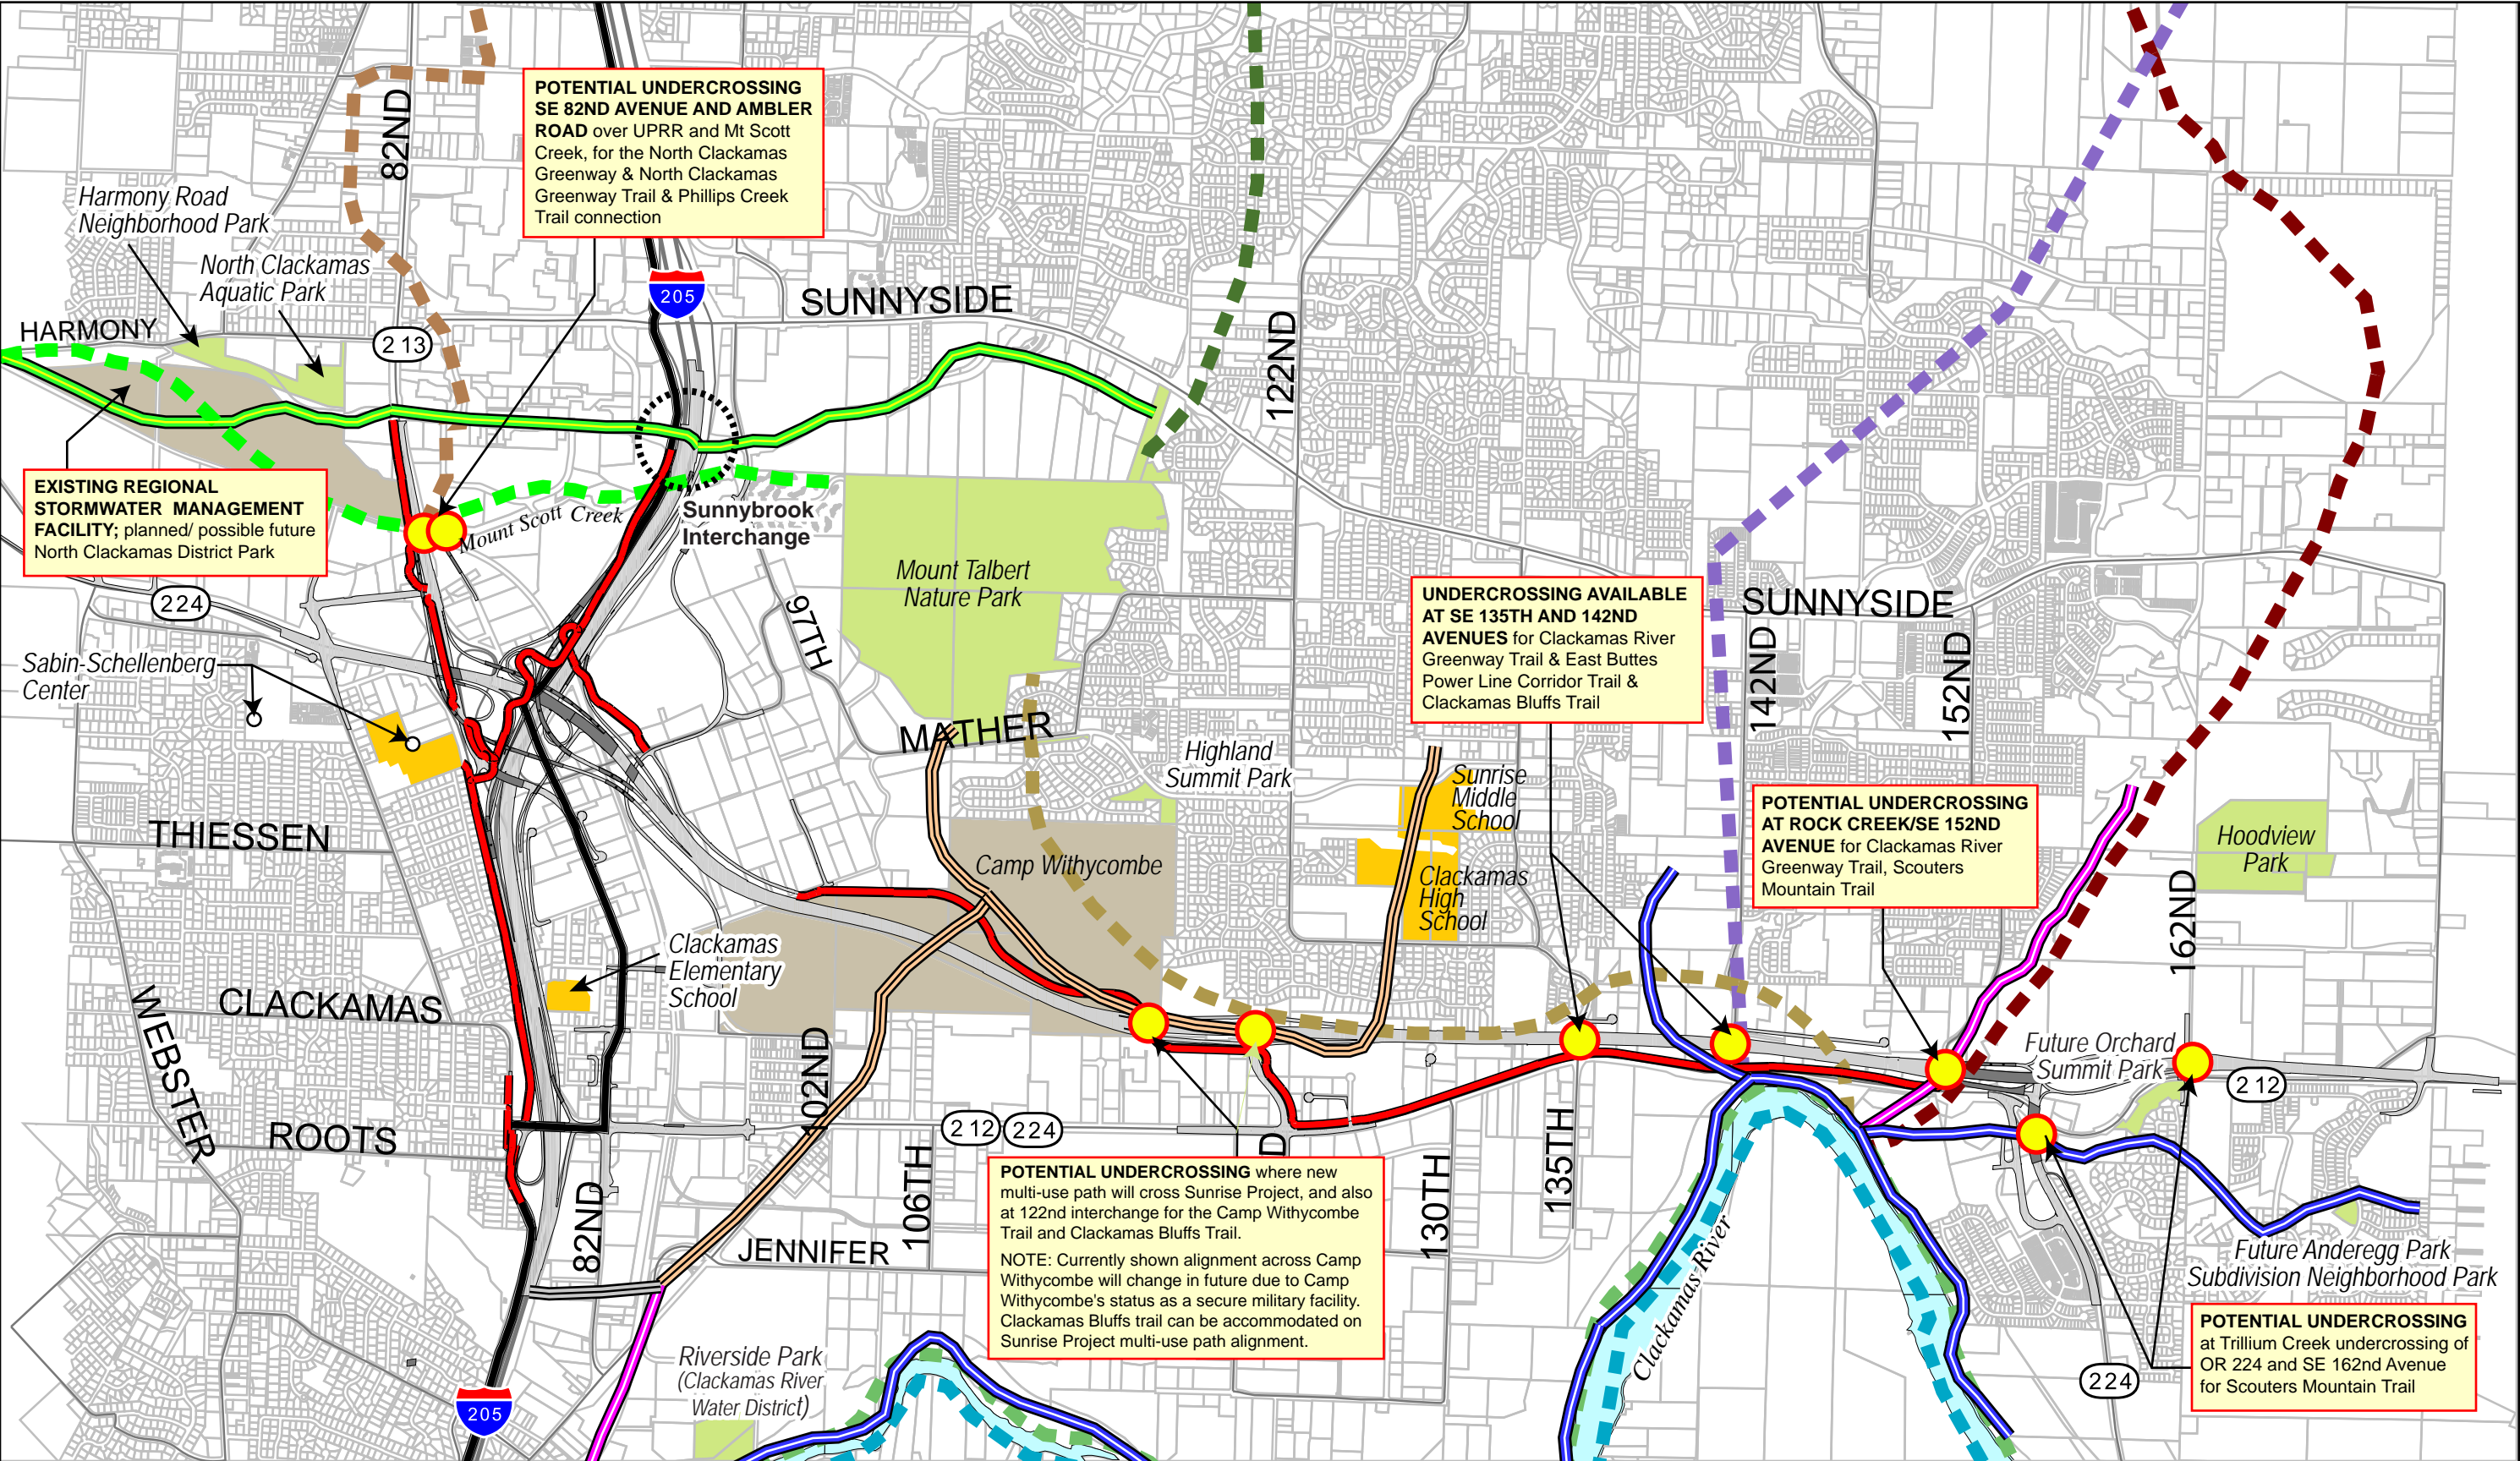 POTENTIAL UNDERCROSSING
SE 82ND AVENUE AND AMBLER
ROAD over UPRR and Mt Scott
Creek, for the North Clackamas
Greenway & North Clackamas
Greenway Trail & Phillips Creek
Trail connection
82ND
Harmony Road
Neighborhood Park
North Clackamas
Aquatic Park
205
SUNNYSIDE
HARMONY
213
122ND
EXISTING REGIONAL
STORMWATER MANAGEMENT
FACILITY; planned/ possible future
North Clackamas District Park
Mount Scott Creek
Sunnybrook
Interchange
Mount Talbert
Nature Park
97TH
224
UNDERCROSSING AVAILABLE
AT SE 135TH AND 142ND
AVENUES for Clackamas River
Greenway Trail & East Buttes
Power Line Corridor Trail &
Clackamas Bluffs Trail
SUNNYSIDE
142ND
152ND
Sabin-Schellenberg
Center
MATHER
Highland
Summit Park
Sunrise
Middle
School
POTENTIAL UNDERCROSSING
AT ROCK CREEK/SE 152ND
AVENUE for Clackamas River
Greenway Trail, Scouters
Mountain Trail
Hoodview
Park
THIESSEN
Camp Withycombe
Clackamas
High
School
162ND
Clackamas
Elementary
School
CLACKAMAS
WEBSTER
102ND
Future Orchard
Summit Park
212
ROOTS
212
224
106TH
82ND
JENNIFER
D
130TH
135TH
POTENTIAL UNDERCROSSING where new
multi-use path will cross Sunrise Project, and also
at 122nd interchange for the Camp Withycombe
Trail and Clackamas Bluffs Trail.
NOTE: Currently shown alignment across Camp
Withycombe will change in future due to Camp
Withycombe's status as a secure military facility.
Clackamas Bluffs trail can be accommodated on
Sunrise Project multi-use path alignment.
Clackamas River
Future Anderegg Park
Subdivision Neighborhood Park
POTENTIAL UNDERCROSSING
at Trillium Creek undercrossing of
OR 224 and SE 162nd Avenue
for Scouters Mountain Trail
224
Riverside Park
(Clackamas River
Water District)
205